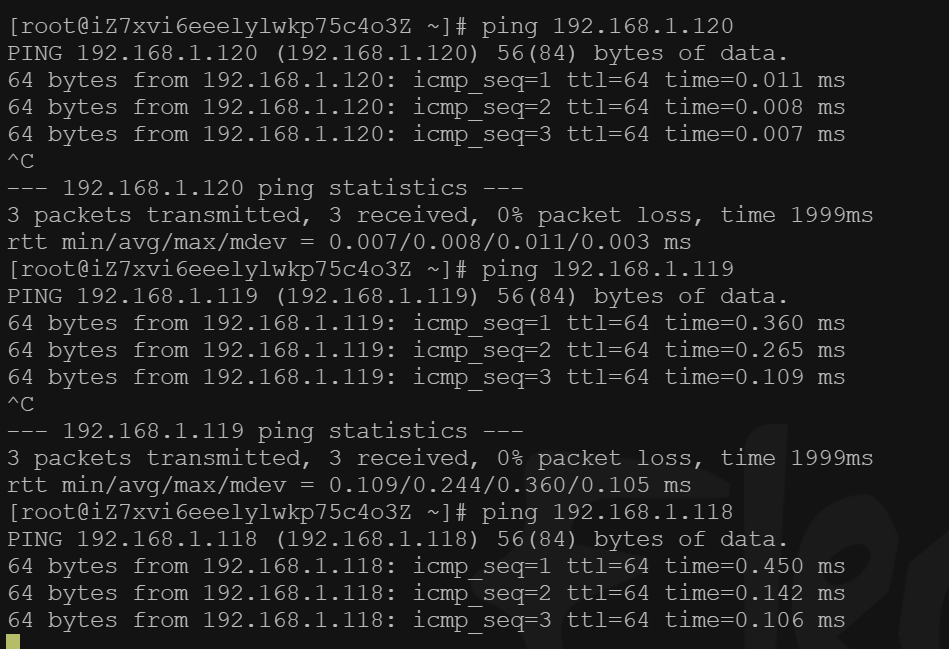 [root@iZ7xvi6eeelylwkp75c4o3Z ~]# ping 192.168.1.120
PING 192.168.1.120 (192.168.1.120) 56(84) bytes of data.
64 bytes from 192.168.1.120: icmp_seq=1 ttl=64 time=0.011 ms
64 bytes from 192.168.1.120: icmp_seq=2 ttl=64 time=0.008 ms
64 bytes from 192.168.1.120: icmp_seq=3 ttl=64 time=0.007 ms
^C
--- 192.168.1.120 ping statistics ---
3 packets transmitted, 3 received, 0% packet loss, time 1999ms
rtt min/avg/max/mdev = 0.007/0.008/0.011/0.003 ms
[root@iZ7xvi6eeelylwkp75c4o3Z ~]# ping 192.168.1.119
PING 192.168.1.119 (192.168.1.119) 56(84) bytes of data.
64 bytes from 192.168.1.119: icmp_seq=1 ttl=64 time=0.360 ms
64 bytes from 192.168.1.119: icmp_seq=2 ttl=64 time=0.265 ms
64 bytes from 192.168.1.119: icmp_seq=3 ttl=64 time=0.109 ms
^C
--- 192.168.1.119 ping statistics ---
3 packets transmitted, 3 received, 0% packet loss, time 1999ms
rtt min/avg/max/mdev = 0.109/0.244/0.360/0.105 ms
[root@iZ7xvi6eeelylwkp75c4o3Z ~]# ping 192.168.1.118
PING 192.168.1.118 (192.168.1.118) 56(84) bytes of data.
64 bytes from 192.168.1.118: icmp_seq=1 ttl=64 time=0.450 ms
64 bytes from 192.168.1.118: icmp_seq=2 ttl=64 time=0.142 ms
64 bytes from 192.168.1.118: icmp_seq=3 ttl=64 time=0.106 ms